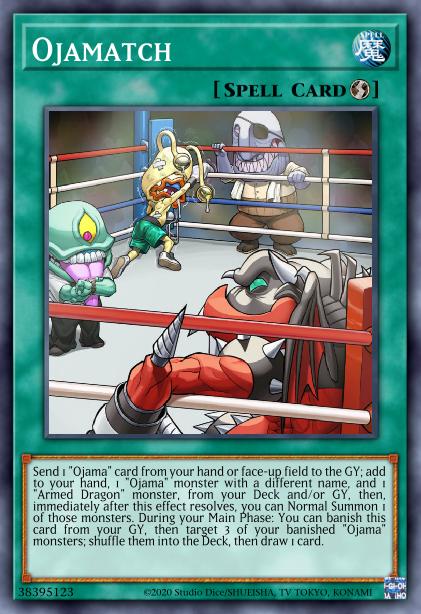 OJAMATCH
SPELL
魔
[SPELL CARD]
Send 1 "Ojama" card from your hand or face-up field to the GY; add
to your hand, 1 "Ojama" monster with a different name, and 1
"Armed Dragon" monster, from your Deck and/or GY, then,
immediately after this effect resolves, you can Normal Summon 1
of those monsters. During your Main Phase: You can banish this
card from your GY, then target 3 of your banished "Ojama"
monsters; shuffle them into the Deck, then draw 1 card.
38395123
©2020 Studio Dice/SHUEISHA, TV TOKYO, KONAMI